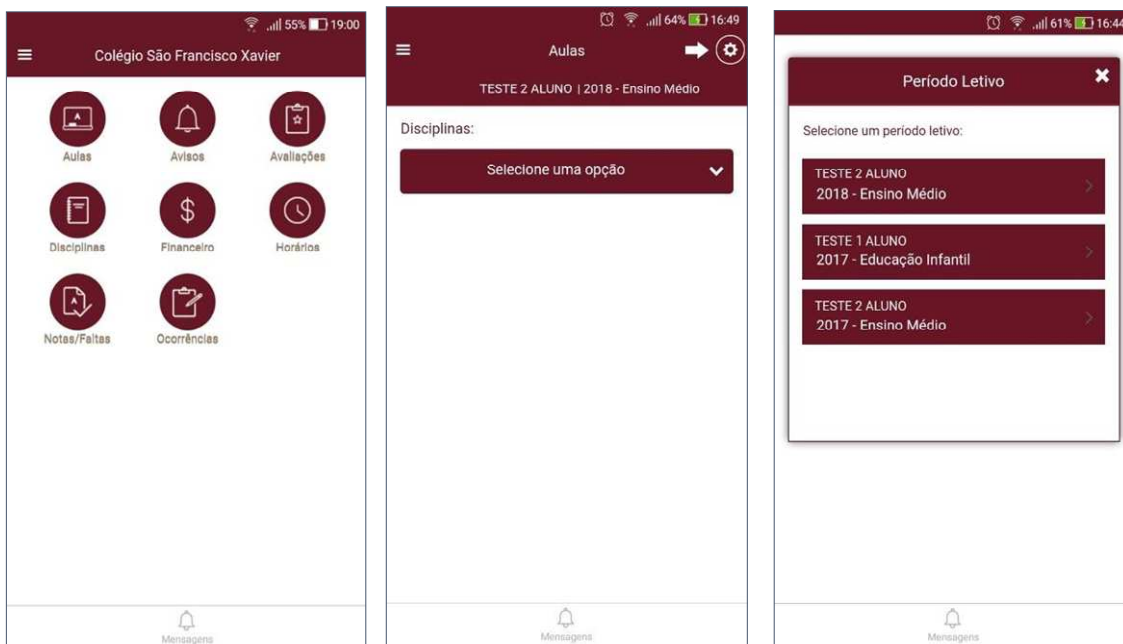 55% 19:00
Colégio São Francisco Xavier
Aulas
Avisos
Avaliações
Disciplinas
Financeiro
Horários
Notas/Faltas
Ocorrências
Mensagens
64% 16:49
Aulas
TESTE 2 ALUNO | 2018 - Ensino Médio
Disciplinas:
Selecione uma opção
Mensagens
61% 16:44
Período Letivo
Selecione um período letivo:
TESTE 2 ALUNO
2018 - Ensino Médio
TESTE 1 ALUNO
2017 - Educação Infantil
TESTE 2 ALUNO
2017 - Ensino Médio
Mensagens